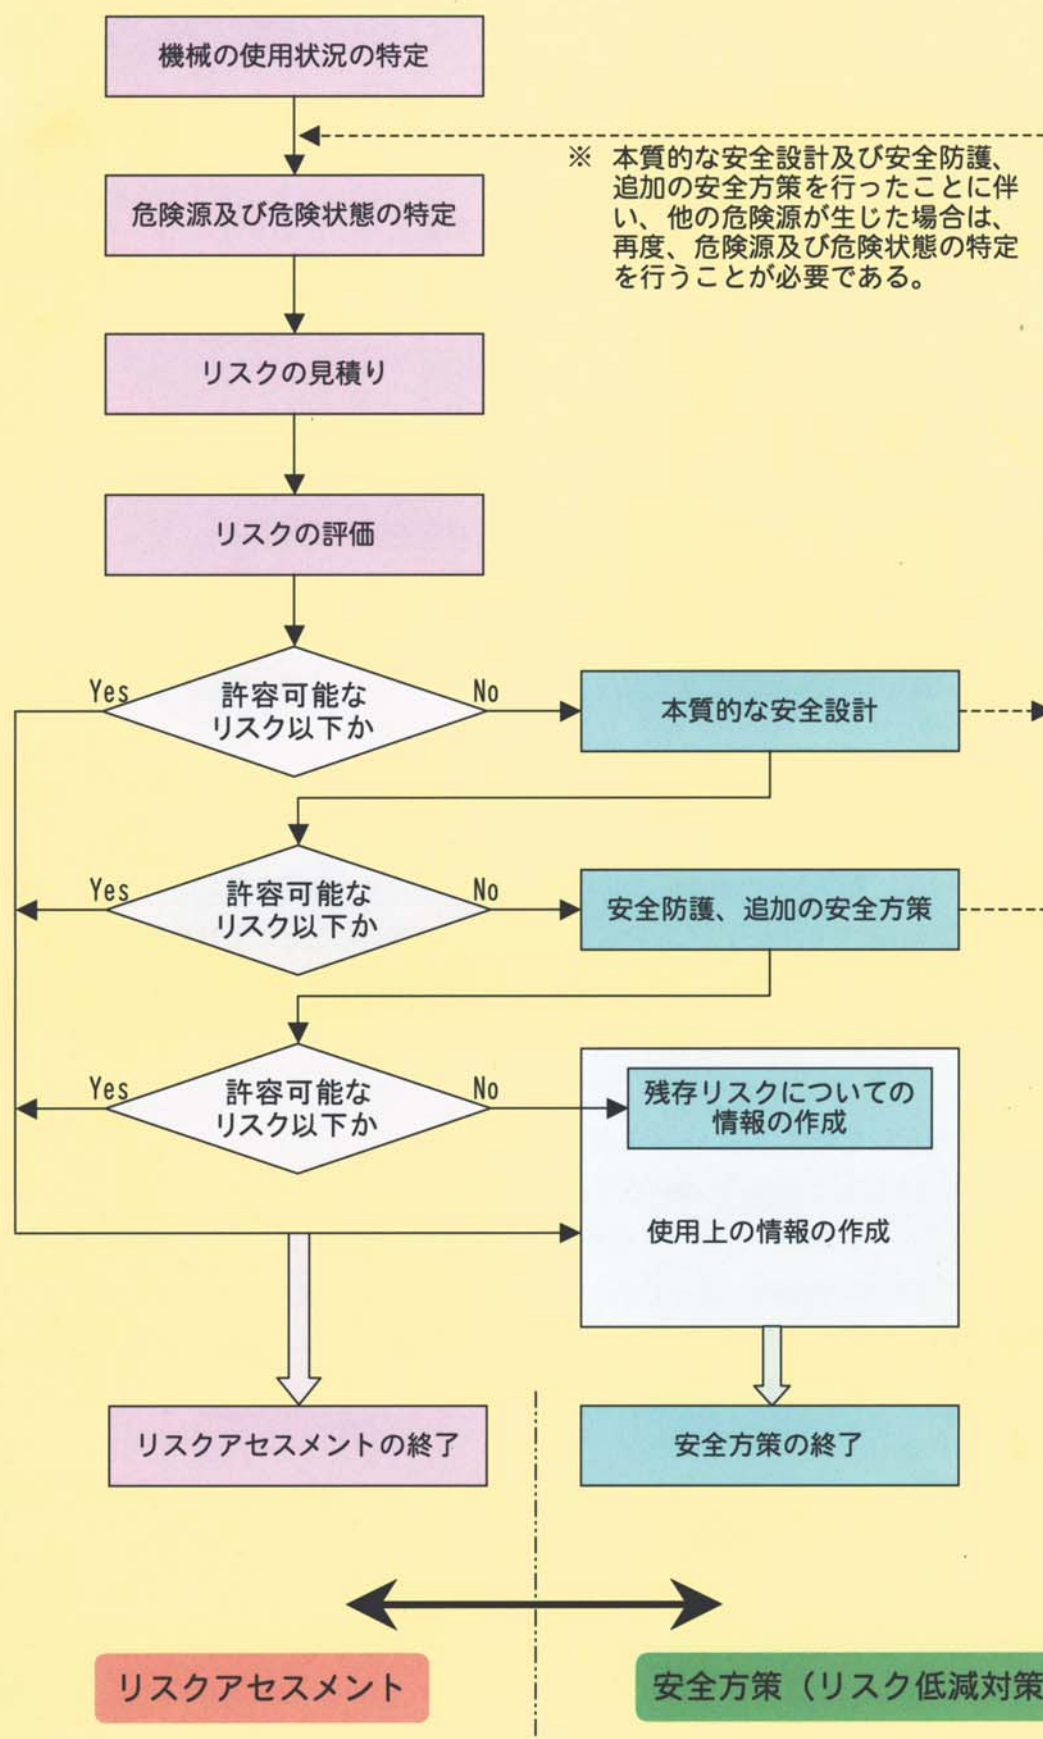 機械の使用状況の特定
※ 本質的な安全設計及び安全防護、
追加の安全方策を行ったことに伴
い、他の危険源が生じた場合は、
再度、危険源及び危険状態の特定
を行うことが必要である。
危険源及び危険状態の特定
リスクの見積り
リスクの評価
Yes
許容可能な
リスク以下か
No
本質的な安全設計
Yes
許容可能な
リスク以下か
No
安全防護、追加の安全方策
Yes
許容可能な
リスク以下か
No
残存リスクについての
情報の作成
使用上の情報の作成
リスクアセスメントの終了
安全方策の終了
リスクアセスメント
安全方策（リスク低減対策